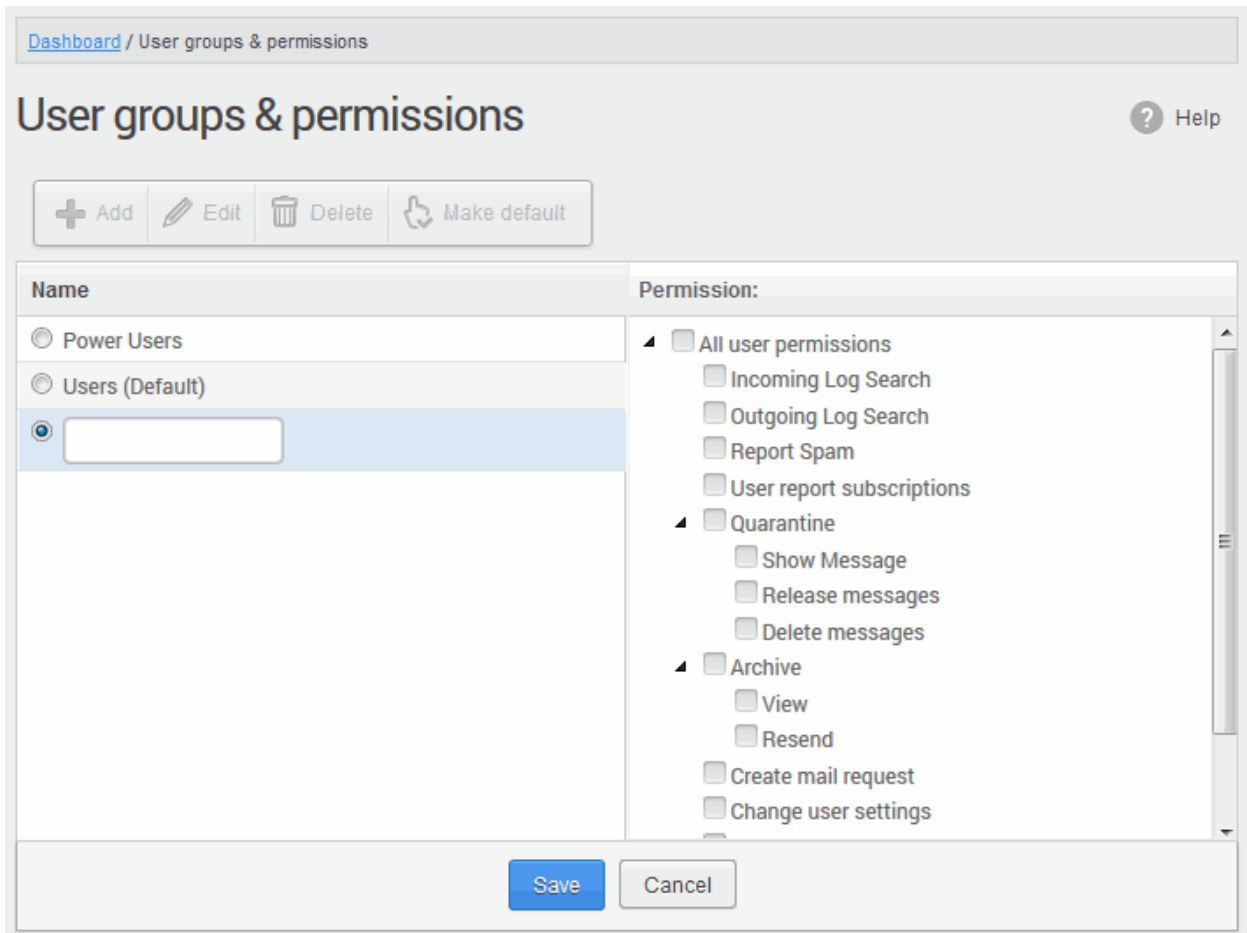 Dashboard / User groups & permissions
User groups & permissions
Help
Add Edit Delete Make default
Name
Permission:
Power Users
Users (Default)
All user permissions
Incoming Log Search
Outgoing Log Search
Report Spam
User report subscriptions
Quarantine
Show Message
Release messages
Delete messages
Archive
View
Resend
Create mail request
Change user settings
Save Cancel